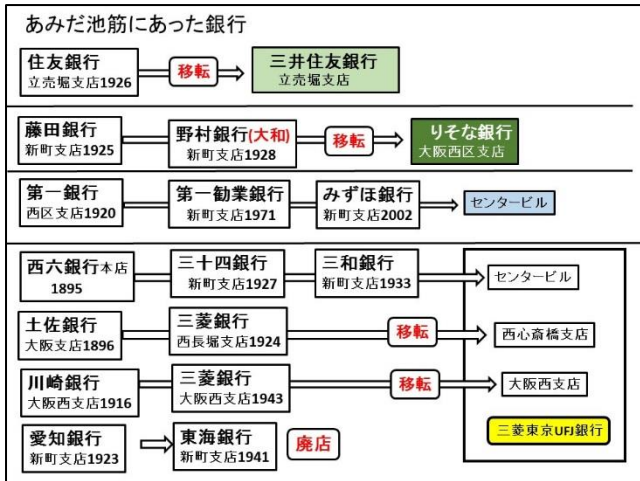 あみだ池筋にあった銀行
住友銀行
立売堀支店1926
移転
三井住友銀行
立売堀支店
藤田銀行
新町支店1925
野村銀行(大和)
新町支店1928
移転
りそな銀行
大阪西区支店
第一銀行
西区支店1920
第一勧業銀行
新町支店1971
みずほ銀行
新町支店2002
センタービル
西六銀行本店
1895
三十四銀行
新町支店1927
三和銀行
新町支店1933
センタービル
土佐銀行
大阪支店1896
三菱銀行
西長堀支店1924
移転
西心斎橋支店
川崎銀行
大阪西支店1916
三菱銀行
大阪西支店1943
移転
大阪西支店
愛知銀行
新町支店1923
東海銀行
新町支店1941
廃店
三菱東京UFJ銀行